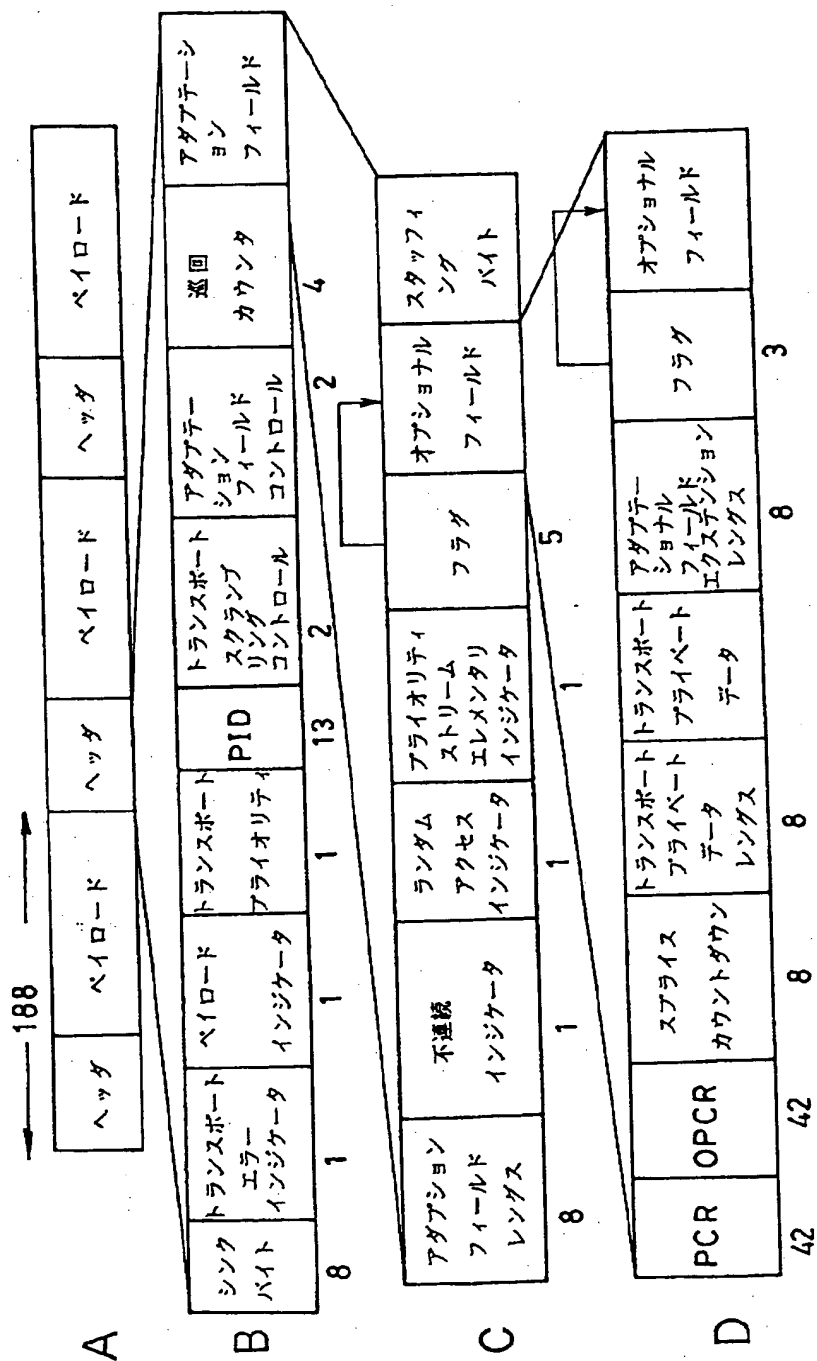 A
188
ヘッダ
ペイロード
ヘッダ
ペイロード
ヘッダ
ペイロード
B
シンク
バイト
8
トランスポート
エラー
インジケータ
1
ペイロード
インジケータ
1
トランスポート
プライオリティ
1
PID
13
トランスポート
スクランブ
リング
コントロール
2
アダプテー
ション
フィールド
コントロール
2
巡回
カウンタ
4
アダプテーシ
ョン
フィールド
C
アダプション
フィールド
レングス
8
不連続
インジケータ
1
ランダム
アクセス
インジケータ
1
プライオリティ
ストリーム
エレメンタリ
インジケータ
1
フラグ
5
オプショナル
フィールド
スタッフィ
ング
バイト
D
PCR
42
OPCR
42
スプライス
カウントダウン
8
トランスポート
プライベート
データ
レングス
8
トランスポート
プライベート
データ
アダプテー
ショナル
フィールド
エクステンション
レングス
8
フラグ
3
オプショナル
フィールド